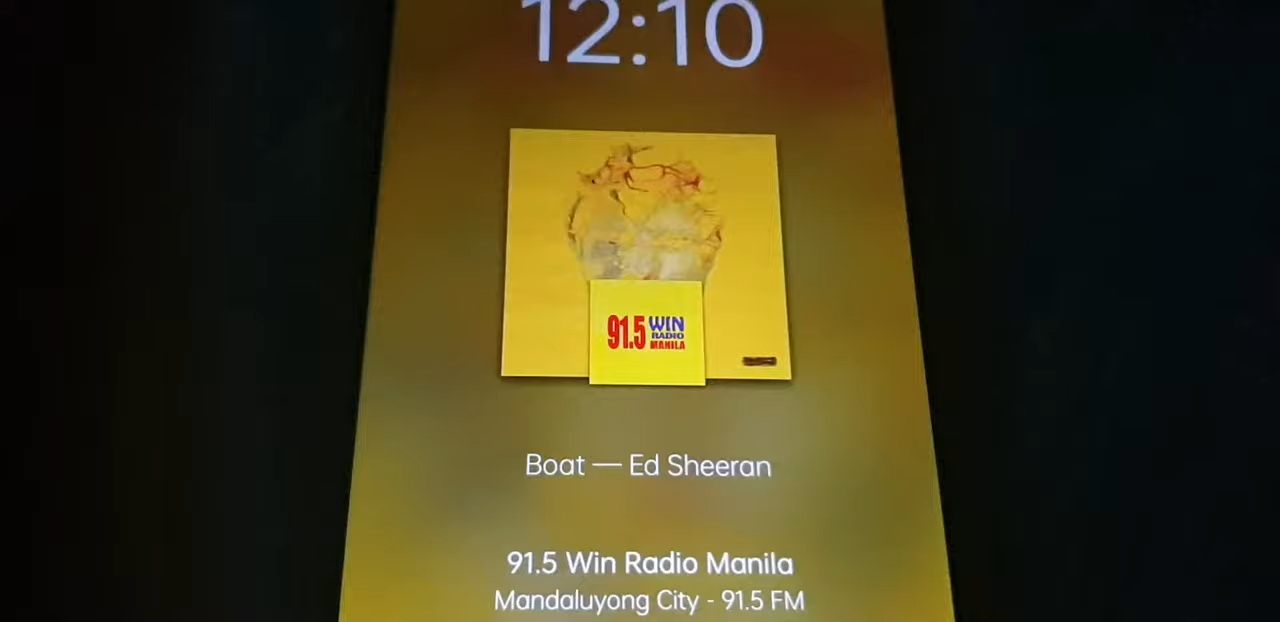 12:10
91.5 WIN
RADIO
MANILA
Boat — Ed Sheeran
91.5 Win Radio Manila
Mandaluyong City - 91.5 FM